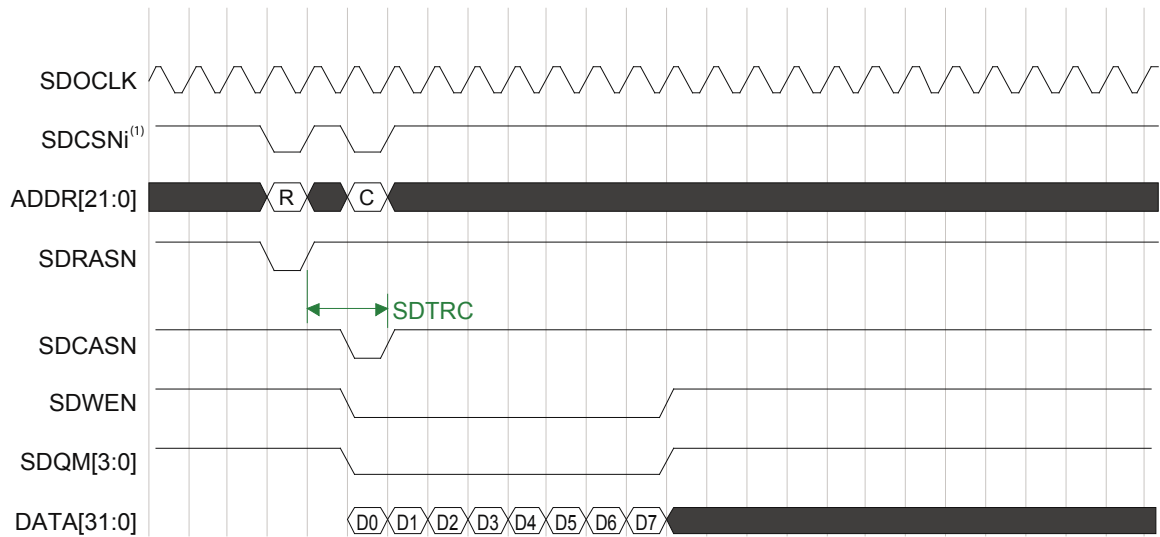 SDOCLK
SDCSNi(1)
ADDR[21:0] R C
SDRASN
SDTRC
SDCASN
SDWEN
SDQM[3:0]
DATA[31:0] D0 D1 D2 D3 D4 D5 D6 D7